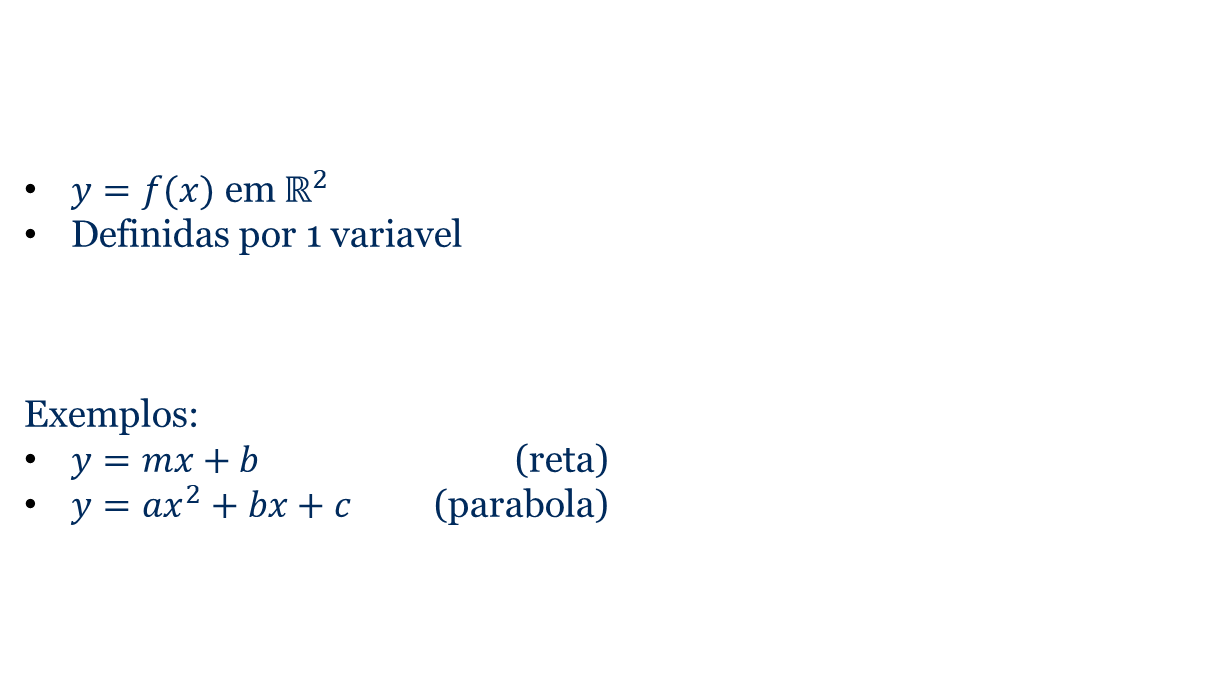 • y = f(x) em ℝ²
• Definidas por 1 variavel
Exemplos:
• y = mx + b (reta)
• y = ax² + bx + c (parabola)